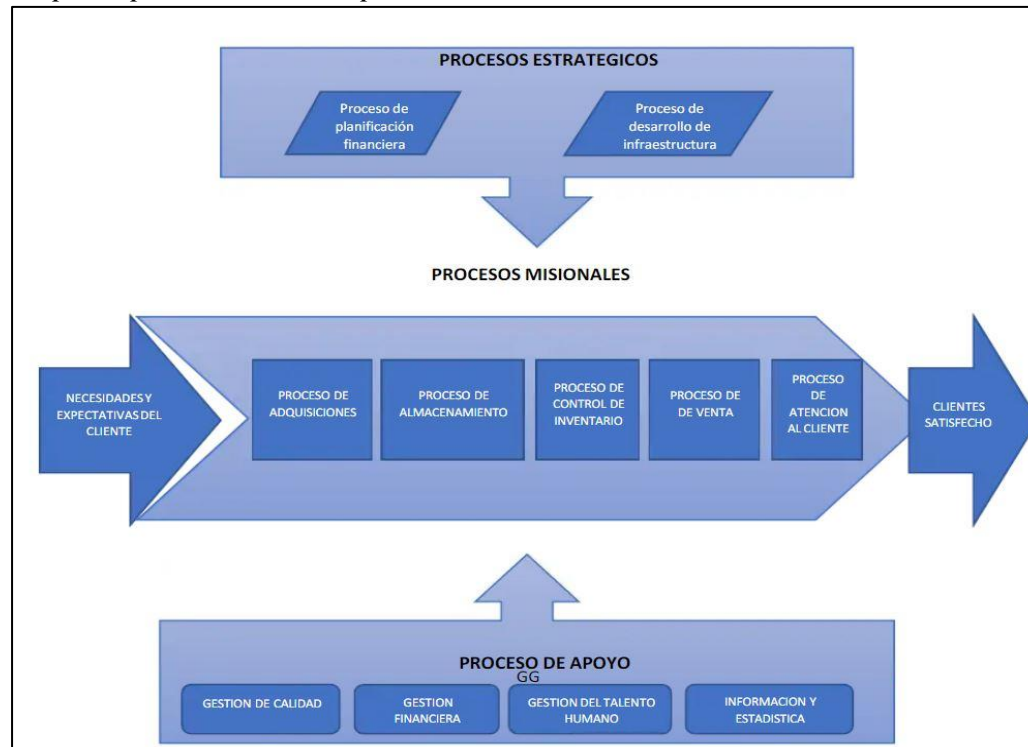 PROCESOS ESTRATEGICOS
Proceso de
planificación
financiera
Proceso de
desarrollo de
infraestructura
PROCESOS MISIONALES
NECESIDADES Y
EXPECTATIVAS DEL
CLIENTE
PROCESO DE
ADQUISICIONES
PROCESO DE
ALMACENAMIENTO
PROCESO DE
CONTROL DE
INVENTARIO
PROCESO DE
DE VENTA
PROCESO
DE
ATENCION
AL CLIENTE
CLIENTES
SATISFECHO
PROCESO DE APOYO
GG
GESTION DE CALIDAD
GESTION
FINANCIERA
GESTION DEL TALENTO
HUMANO
INFORMACION Y
ESTADISTICA